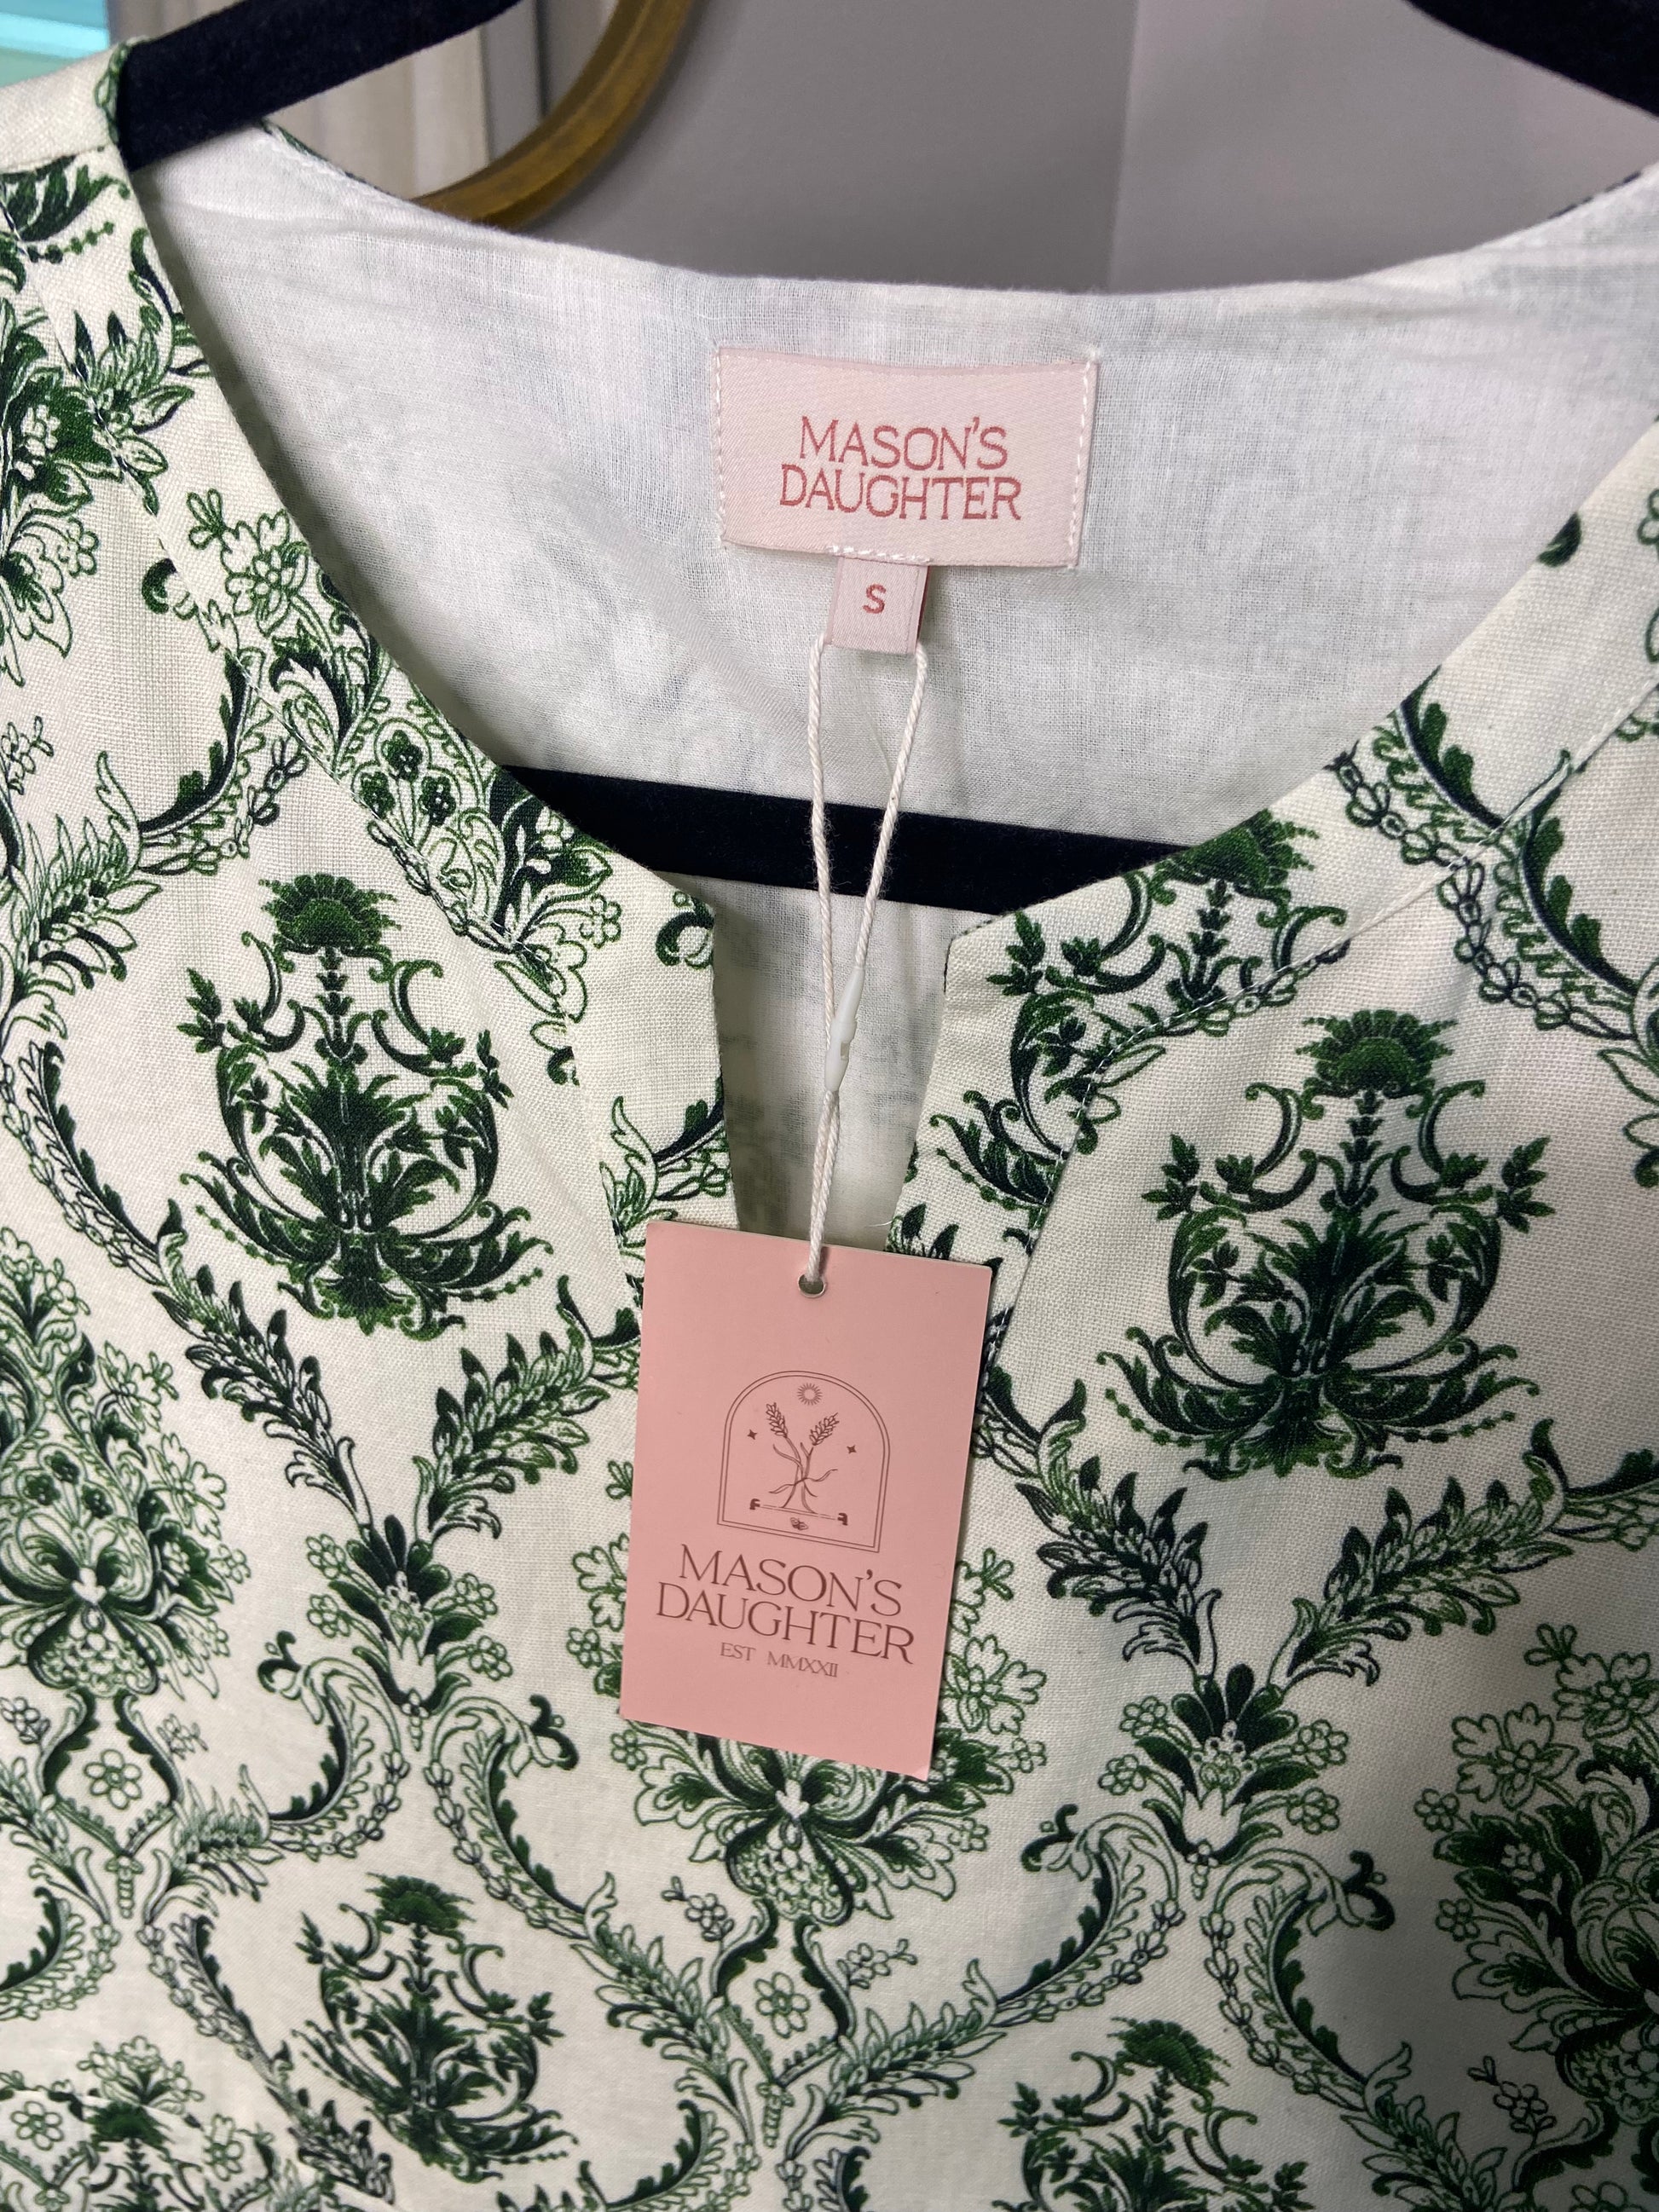 MASON'S
DAUGHTER
S
MASON'S
DAUGHTER
EST MMXXII